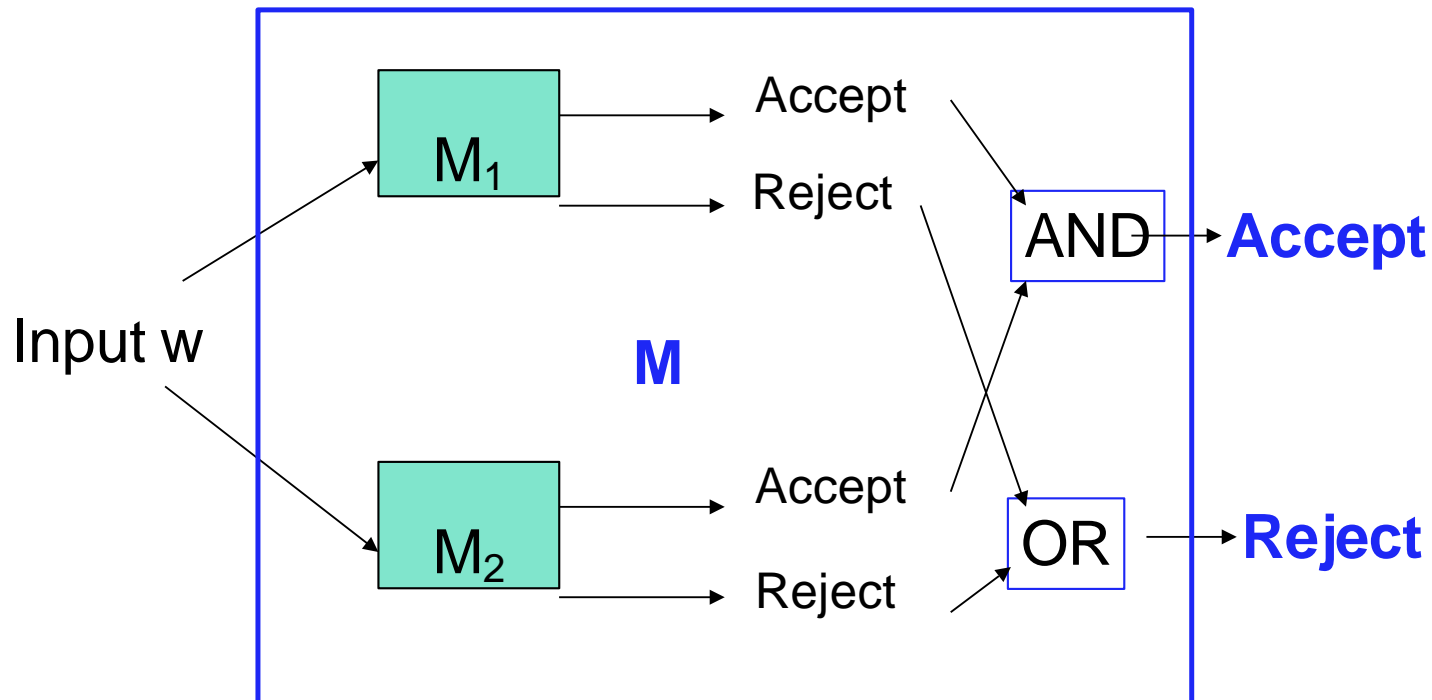 Accept
M₁
Reject
AND
Accept
Input w
M
Accept
M₂
OR
Reject
Reject